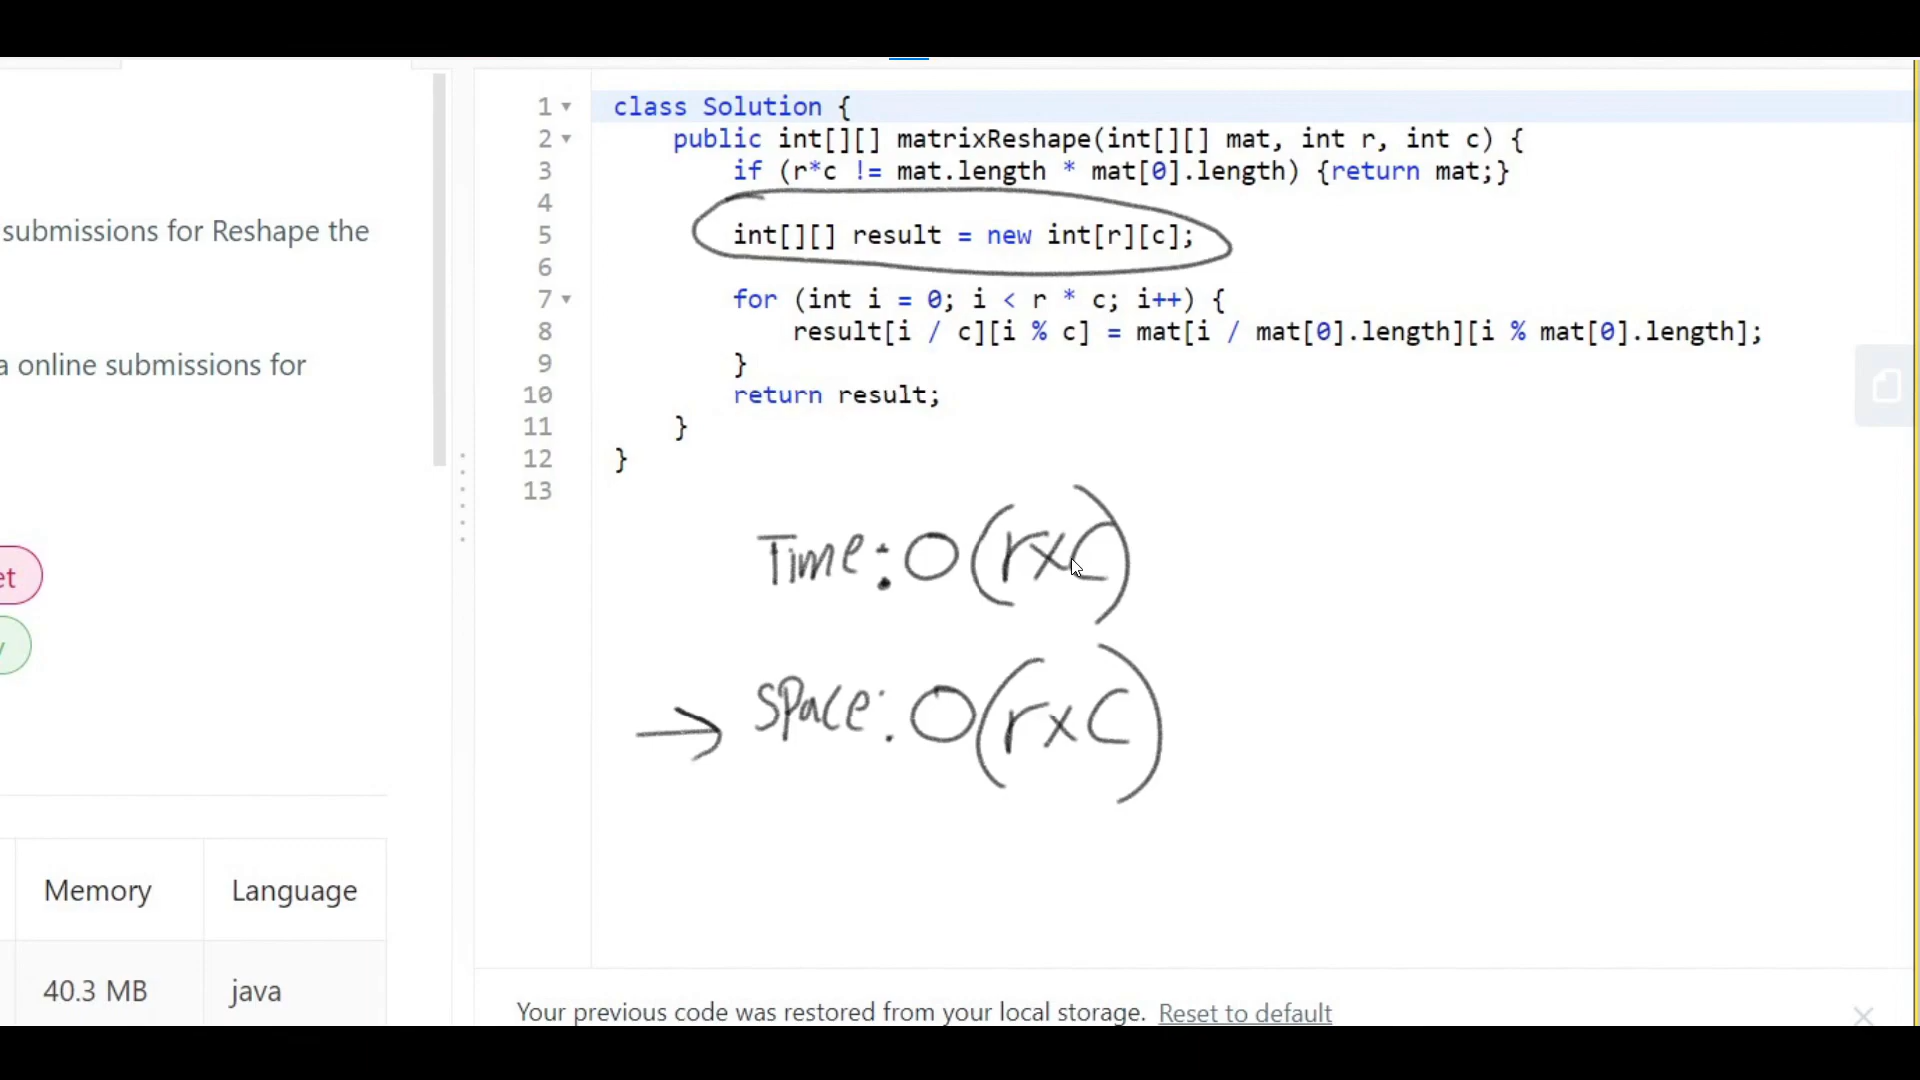 submissions for Reshape the
a online submissions for
et
y
Memory Language
40.3 MB java
1 class Solution {
2 public int[][] matrixReshape(int[][] mat, int r, int c) {
3 if (r*c != mat.length * mat[0].length) {return mat;}
4
5 int[][] result = new int[r][c];
6
7 for (int i = 0; i < r * c; i++) {
8 result[i / c][i % c] = mat[i / mat[0].length][i % mat[0].length];
9 }
10 return result;
11 }
12 }
13
Time: O(rxC)
→ Space: O(rxC)
Your previous code was restored from your local storage. Reset to default